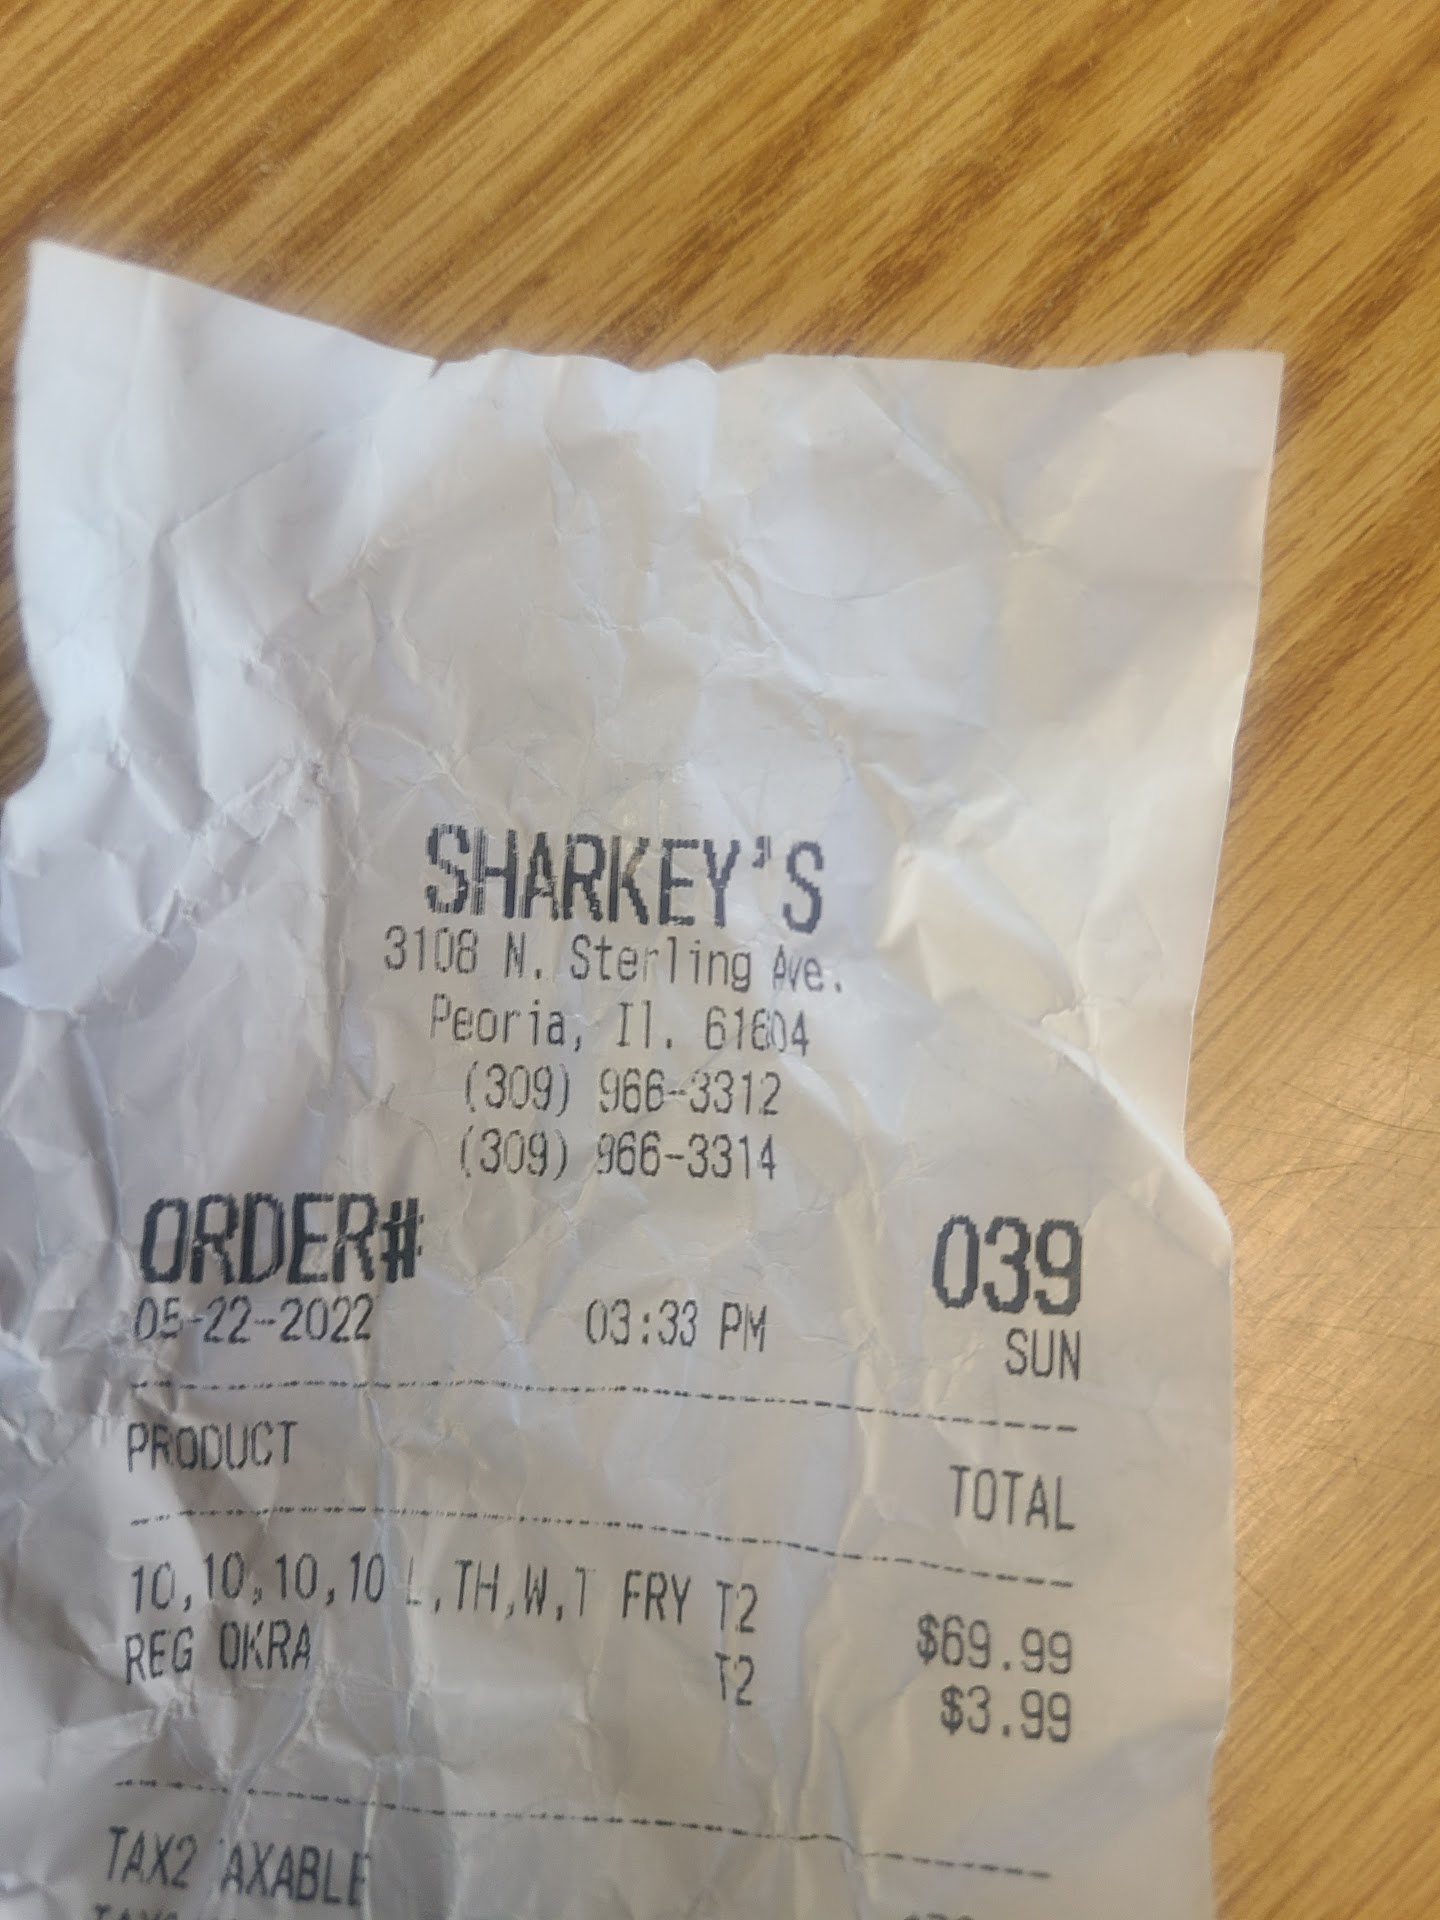 SHARKEY'S
3108 N. Sterling Ave.
Peoria, Il. 61604
(309) 966-3312
(309) 966-3314
ORDER# 039
05-22-2022 03:33 PM SUN
PRODUCT TOTAL
10,10,10,10 L,TH,W,T FRY T2 $69.99
REG OKRA T2 $3.99
TAX2 AXABLE